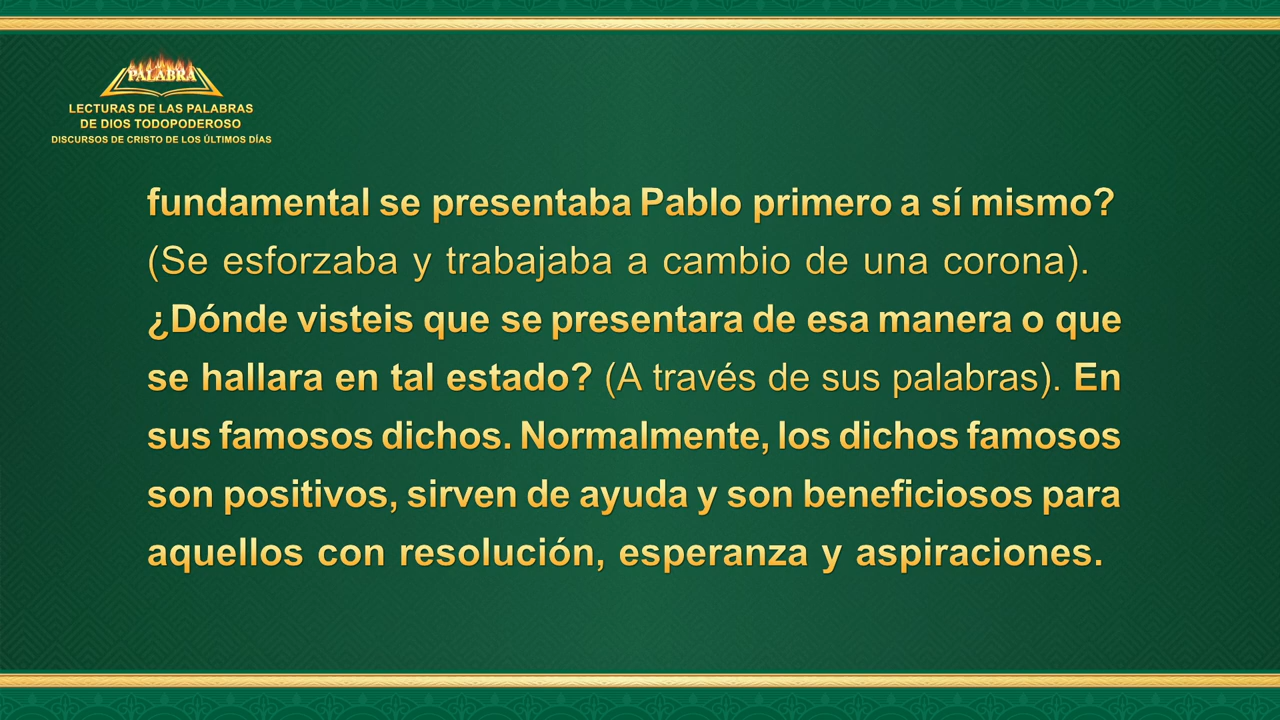 PALABRA
LECTURAS DE LAS PALABRAS
DE DIOS TODOPODEROSO
DISCURSOS DE CRISTO DE LOS ÚLTIMOS DÍAS
fundamental se presentaba Pablo primero a sí mismo?
(Se esforzaba y trabajaba a cambio de una corona).
¿Dónde visteis que se presentara de esa manera o que
se hallara en tal estado? (A través de sus palabras). En
sus famosos dichos. Normalmente, los dichos famosos
son positivos, sirven de ayuda y son beneficiosos para
aquellos con resolución, esperanza y aspiraciones.